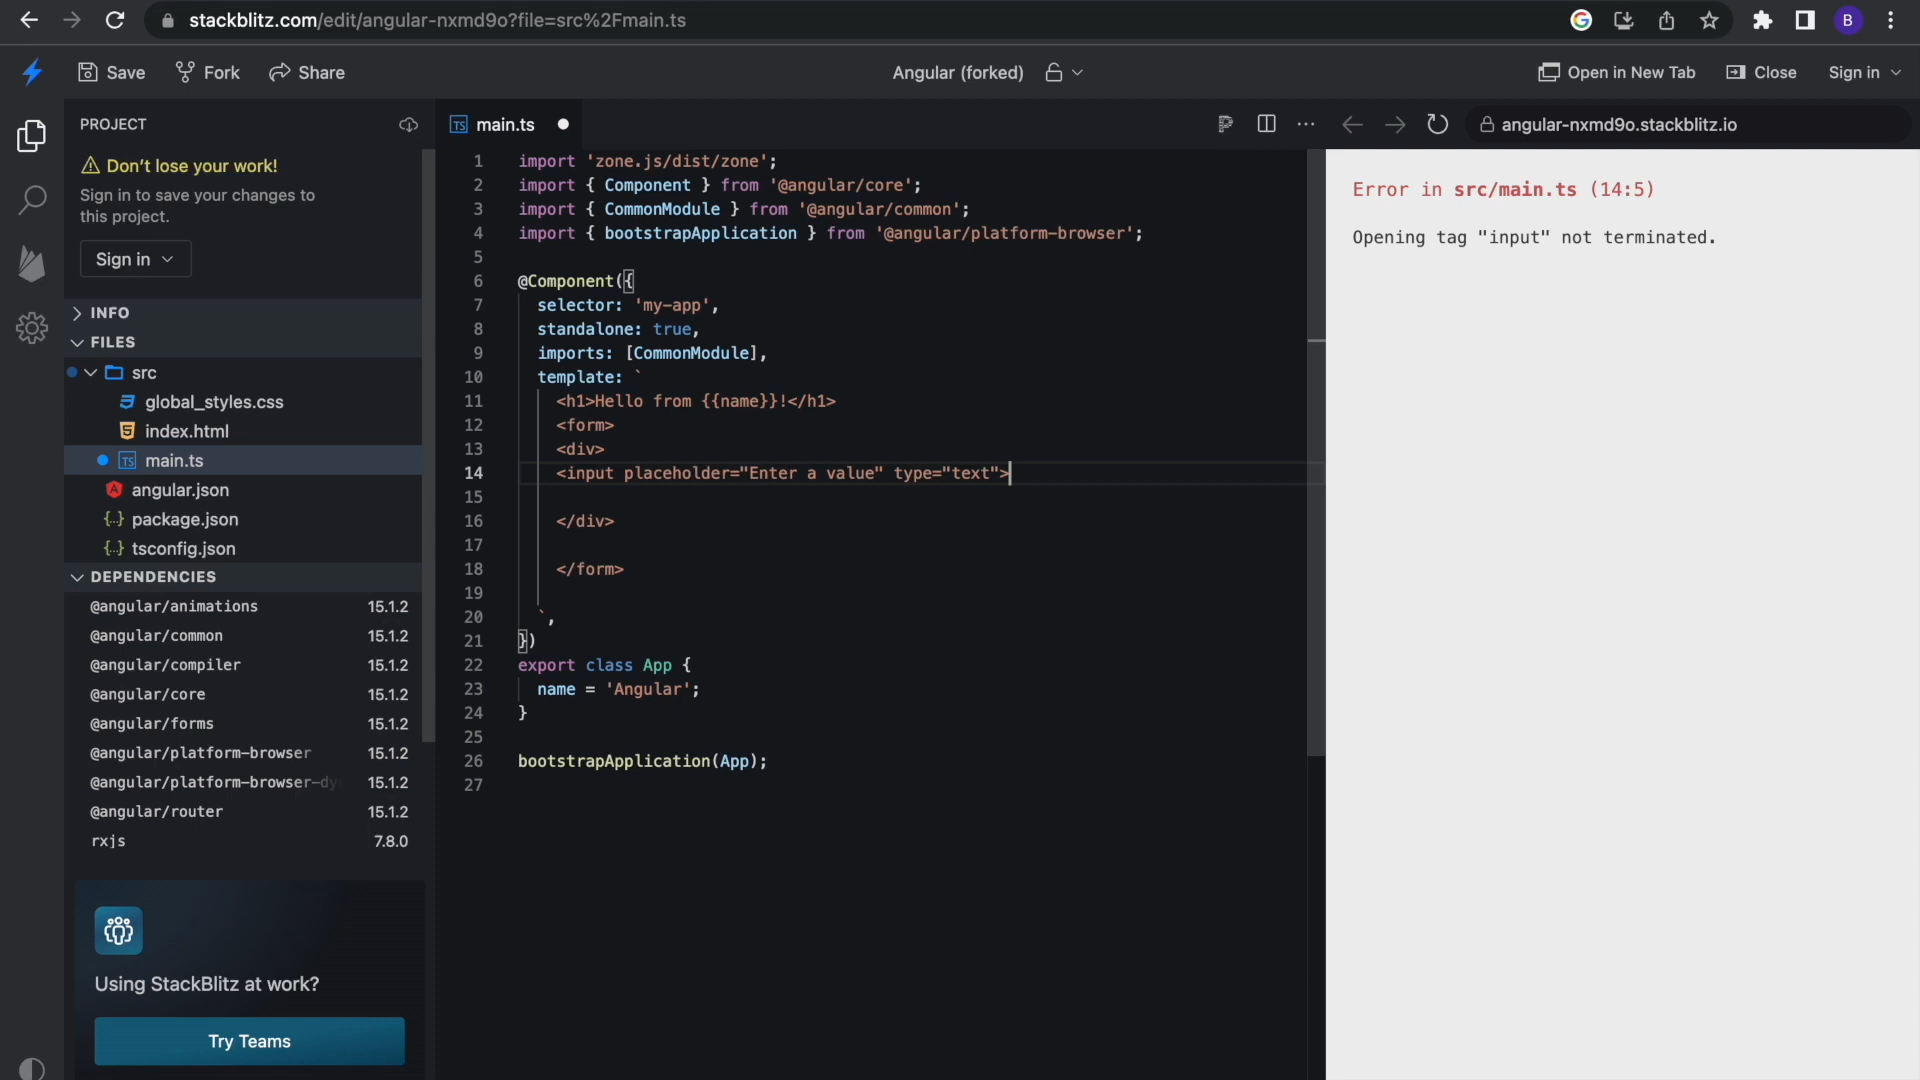 stackblitz.com/edit/angular-nxmd9o?file=src%2Fmain.ts
B
Save
Fork
Share
Angular (forked)
Open in New Tab
Close
Sign in
PROJECT
TS main.ts
angular-nxmd9o.stackblitz.io
Don't lose your work!
Sign in to save your changes to
this project.
Sign in
INFO
FILES
src
global_styles.css
index.html
TS main.ts
angular.json
{..} package.json
{..} tsconfig.json
DEPENDENCIES
@angular/animations 15.1.2
@angular/common 15.1.2
@angular/compiler 15.1.2
@angular/core 15.1.2
@angular/forms 15.1.2
@angular/platform-browser 15.1.2
@angular/platform-browser-dy 15.1.2
@angular/router 15.1.2
rxjs 7.8.0
Using StackBlitz at work?
Try Teams
1 import 'zone.js/dist/zone';
2 import { Component } from '@angular/core';
3 import { CommonModule } from '@angular/common';
4 import { bootstrapApplication } from '@angular/platform-browser';
5
6 @Component({
7 selector: 'my-app',
8 standalone: true,
9 imports: [CommonModule],
10 template: `
11 <h1>Hello from {{name}}!</h1>
12 <form>
13 <div>
14 <input placeholder="Enter a value" type="text">
15
16 </div>
17
18 </form>
19
20 `,
21 })
22 export class App {
23 name = 'Angular';
24 }
25
26 bootstrapApplication(App);
27
Error in src/main.ts (14:5)
Opening tag "input" not terminated.